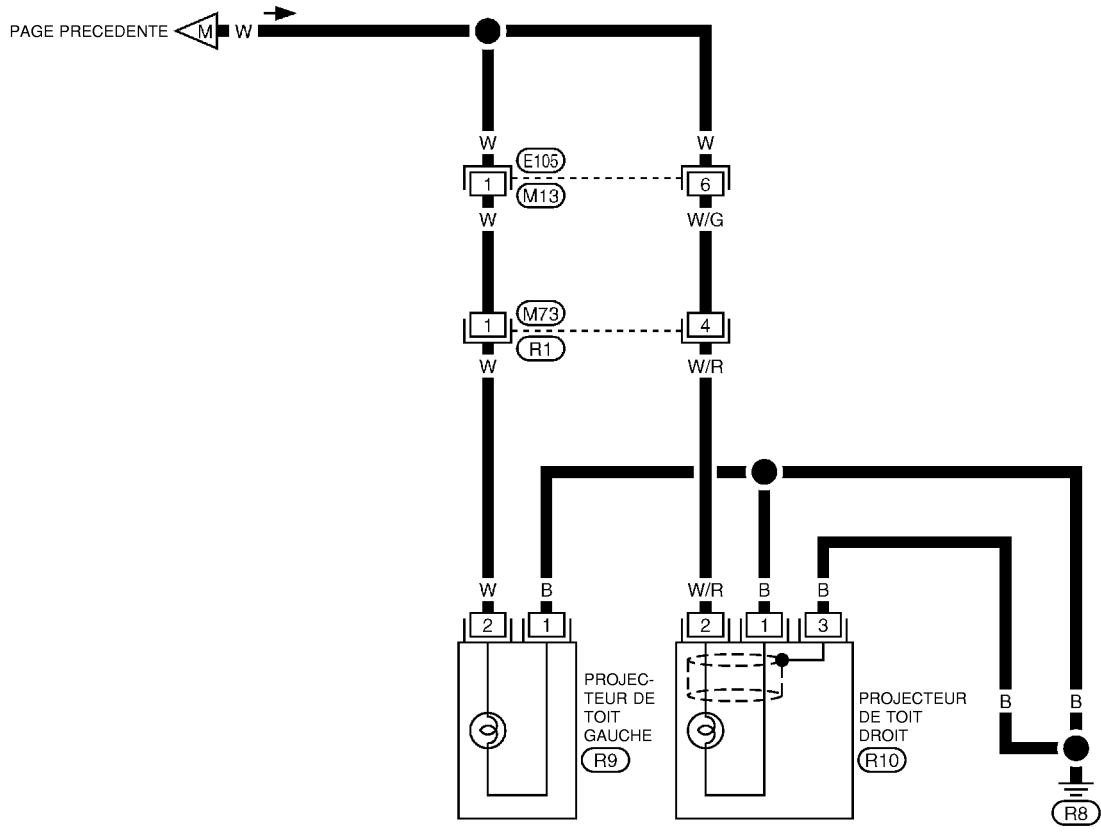 PAGE PRECEDENTE M W
W W
E105
1 6
M13
W W/G
M73
1 4
R1
W W/R
W B W/R B B
2 1 2 1 3
PROJEC-
TEUR DE
TOIT
GAUCHE
R9
PROJECTEUR
DE TOIT
DROIT
R10
B B
R8